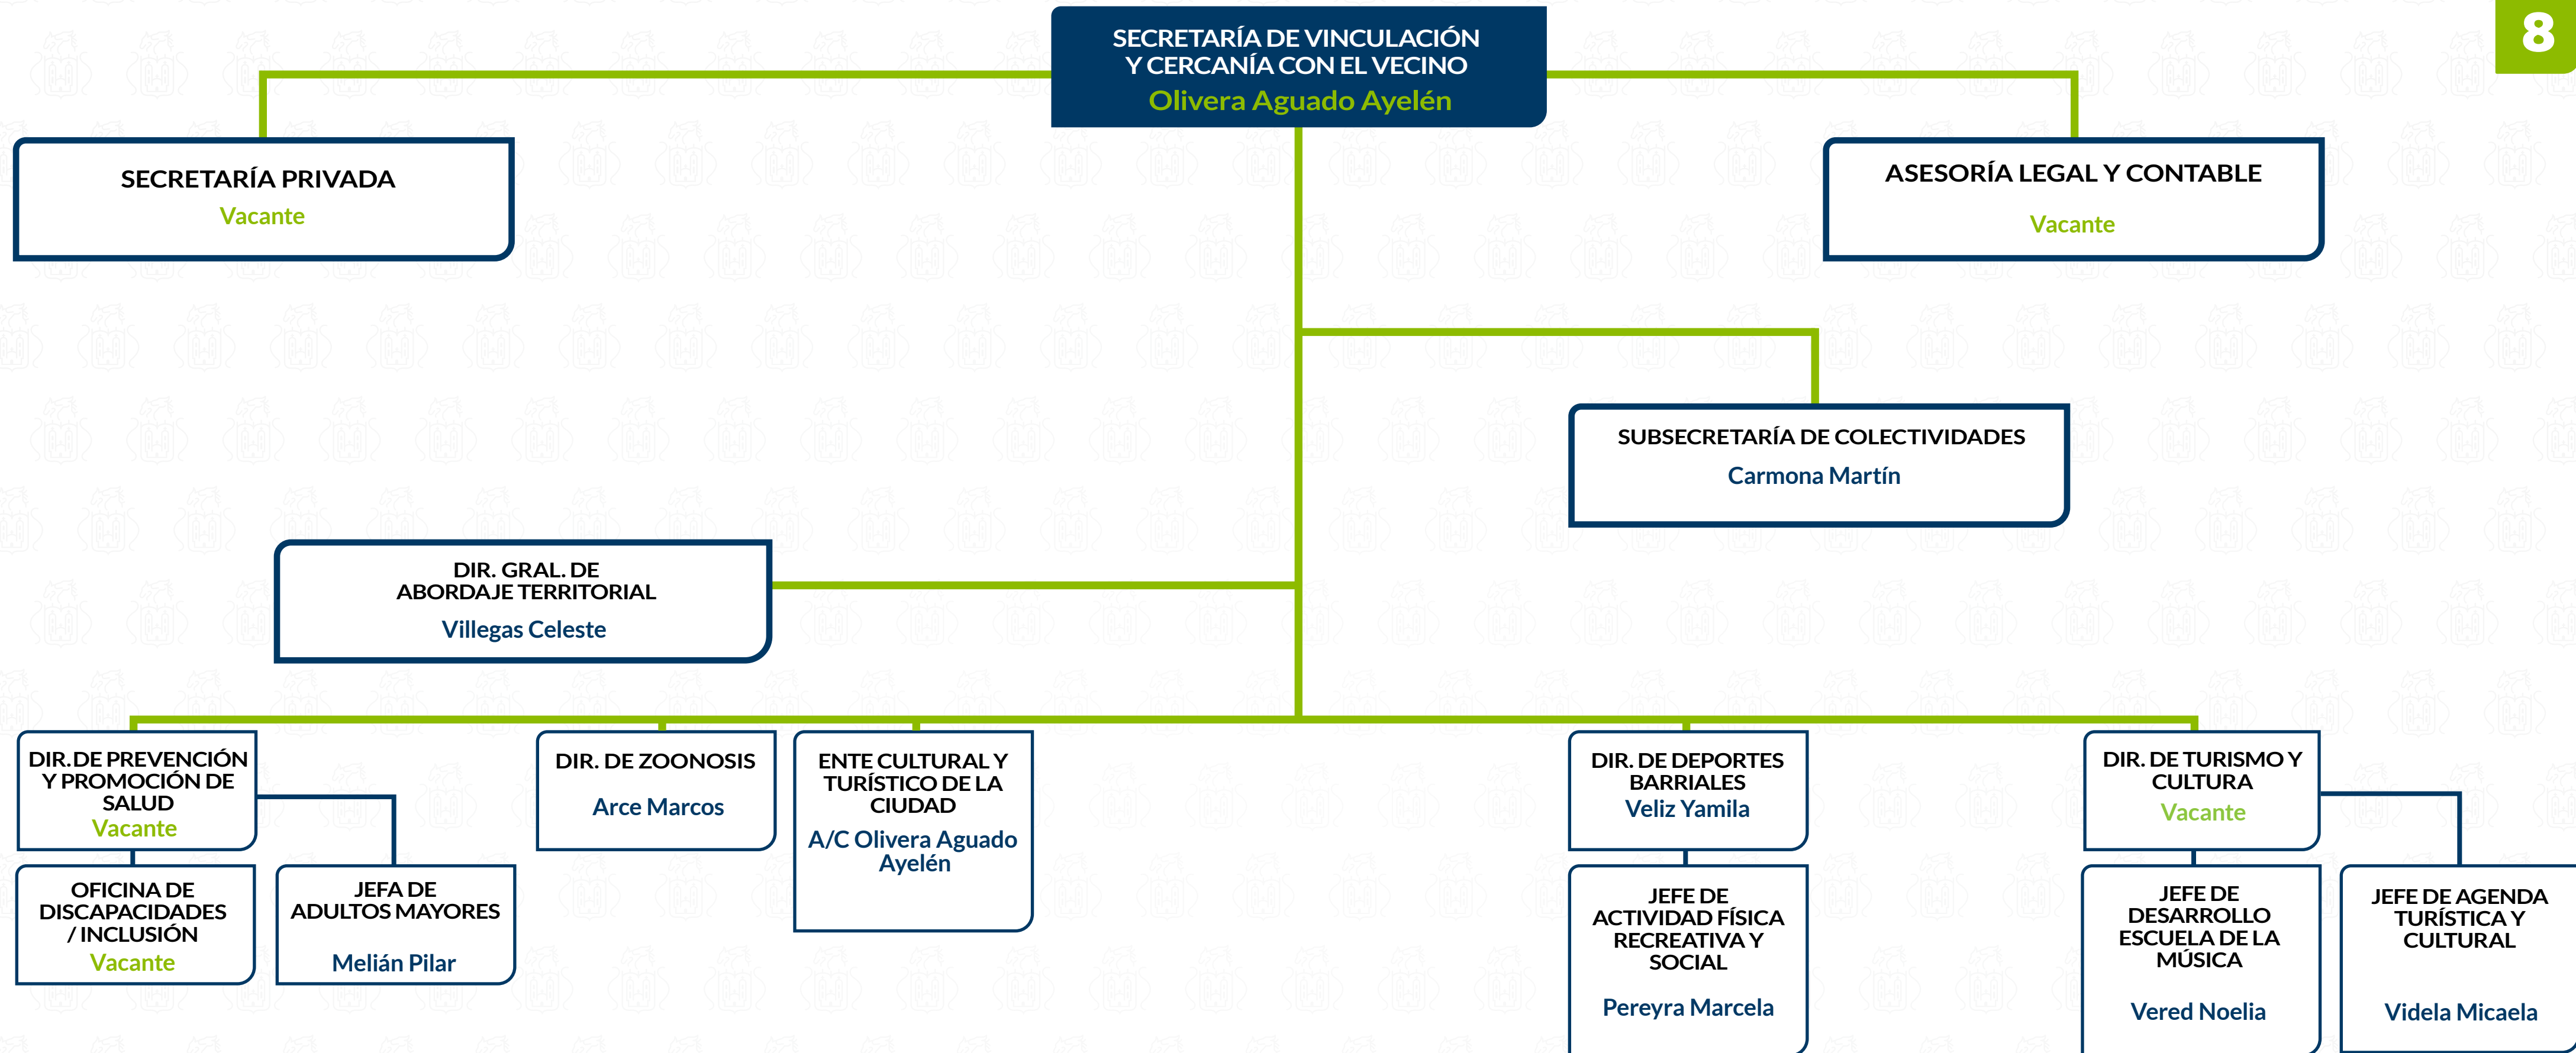 8
SECRETARÍA DE VINCULACIÓN
Y CERCANÍA CON EL VECINO
Olivera Aguado Ayelén
SECRETARÍA PRIVADA
Vacante
ASESORÍA LEGAL Y CONTABLE
Vacante
SUBSECRETARÍA DE COLECTIVIDADES
Carmona Martín
DIR. GRAL. DE
ABORDAJE TERRITORIAL
Villegas Celeste
DIR. DE PREVENCIÓN
Y PROMOCIÓN DE
SALUD
Vacante
DIR. DE ZOONOSIS
Arce Marcos
ENTE CULTURAL Y
TURÍSTICO DE LA
CIUDAD
A/C Olivera Aguado
Ayelén
DIR. DE DEPORTES
BARRIALES
Veliz Yamila
DIR. DE TURISMO Y
CULTURA
Vacante
OFICINA DE
DISCAPACIDADES
/ INCLUSIÓN
Vacante
JEFA DE
ADULTOS MAYORES
Melián Pilar
JEFE DE
ACTIVIDAD FÍSICA
RECREATIVA Y
SOCIAL
Pereyra Marcela
JEFE DE
DESARROLLO
ESCUELA DE LA
MÚSICA
Vered Noelia
JEFE DE AGENDA
TURÍSTICA Y
CULTURAL
Videla Micaela